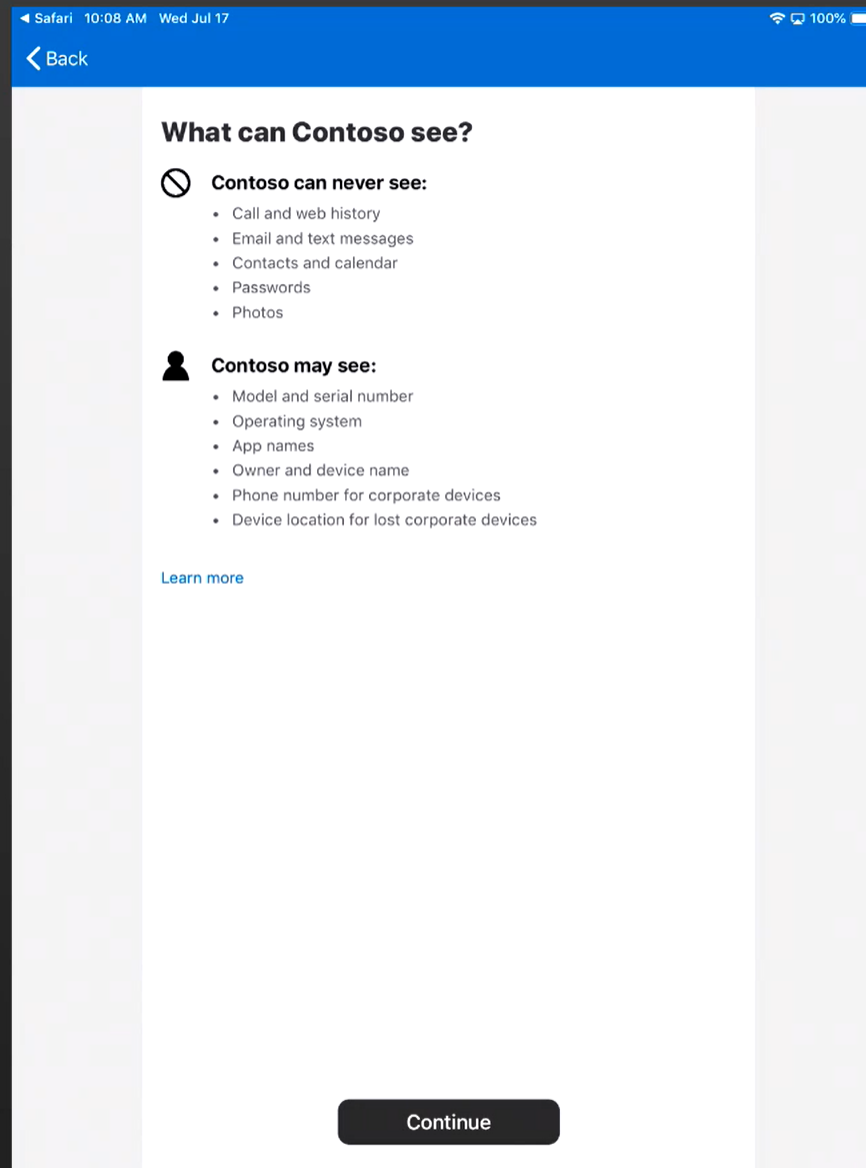 Safari 10:08 AM Wed Jul 17 100%
Back
What can Contoso see?
Contoso can never see:
• Call and web history
• Email and text messages
• Contacts and calendar
• Passwords
• Photos
Contoso may see:
• Model and serial number
• Operating system
• App names
• Owner and device name
• Phone number for corporate devices
• Device location for lost corporate devices
Learn more
Continue